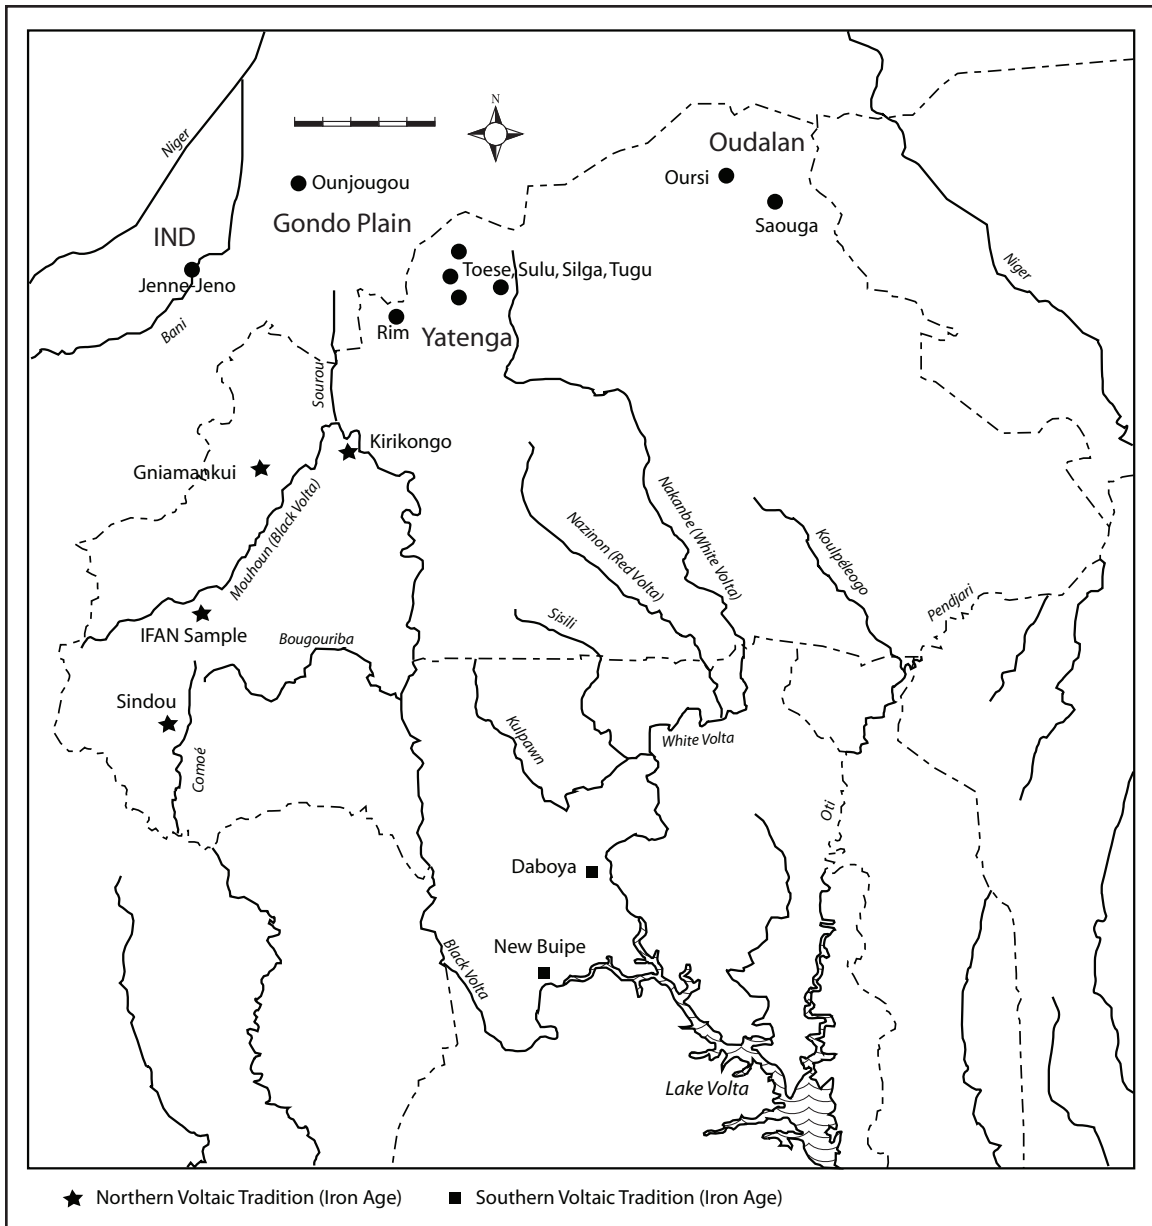 N
Niger
Oudalan
Oursi
Ounjougou
Saouga
Gondo Plain
IND
Niger
Toese, Sulu, Silga, Tugu
Jenne-Jeno
Bani
Rim
Yatenga
Sourou
Kirikongo
Gniamankui
Mouhoun (Black Volta)
Nazinon (Red Volta)
Nakanbe (White Volta)
Koulpéleogo
Pendjari
IFAN Sample
Bougouriba
Sisili
Sindou
Comoé
Kulpawn
White Volta
Oti
Daboya
New Buipe
Black Volta
Lake Volta
Northern Voltaic Tradition (Iron Age)
Southern Voltaic Tradition (Iron Age)